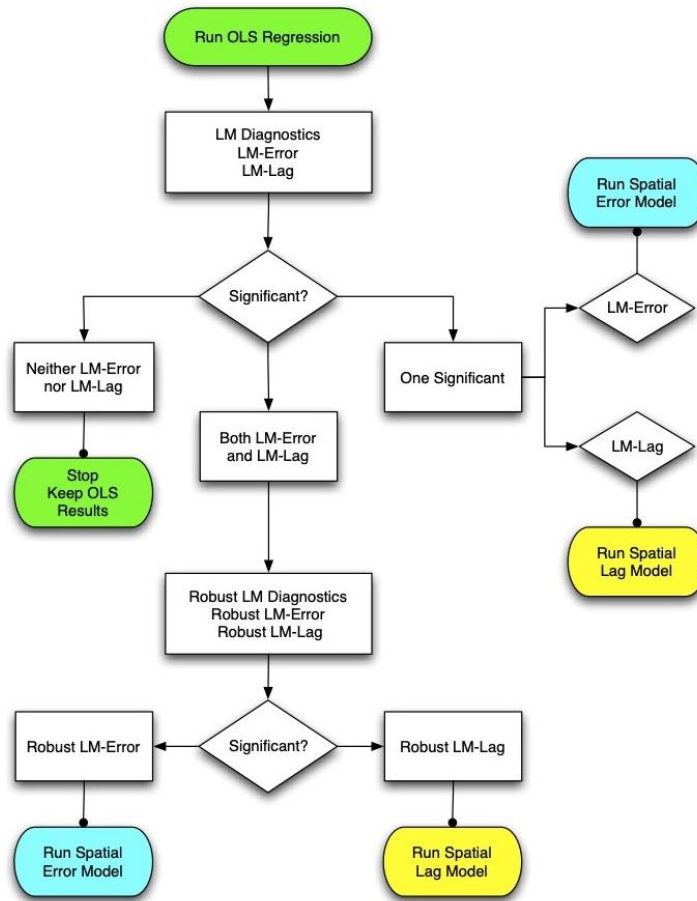 Run OLS Regression
LM Diagnostics
LM-Error
LM-Lag
Significant?
Neither LM-Error
nor LM-Lag
Stop
Keep OLS
Results
Both LM-Error
and LM-Lag
One Significant
LM-Error
Run Spatial
Error Model
LM-Lag
Run Spatial
Lag Model
Robust LM Diagnostics
Robust LM-Error
Robust LM-Lag
Significant?
Robust LM-Error
Run Spatial
Error Model
Robust LM-Lag
Run Spatial
Lag Model